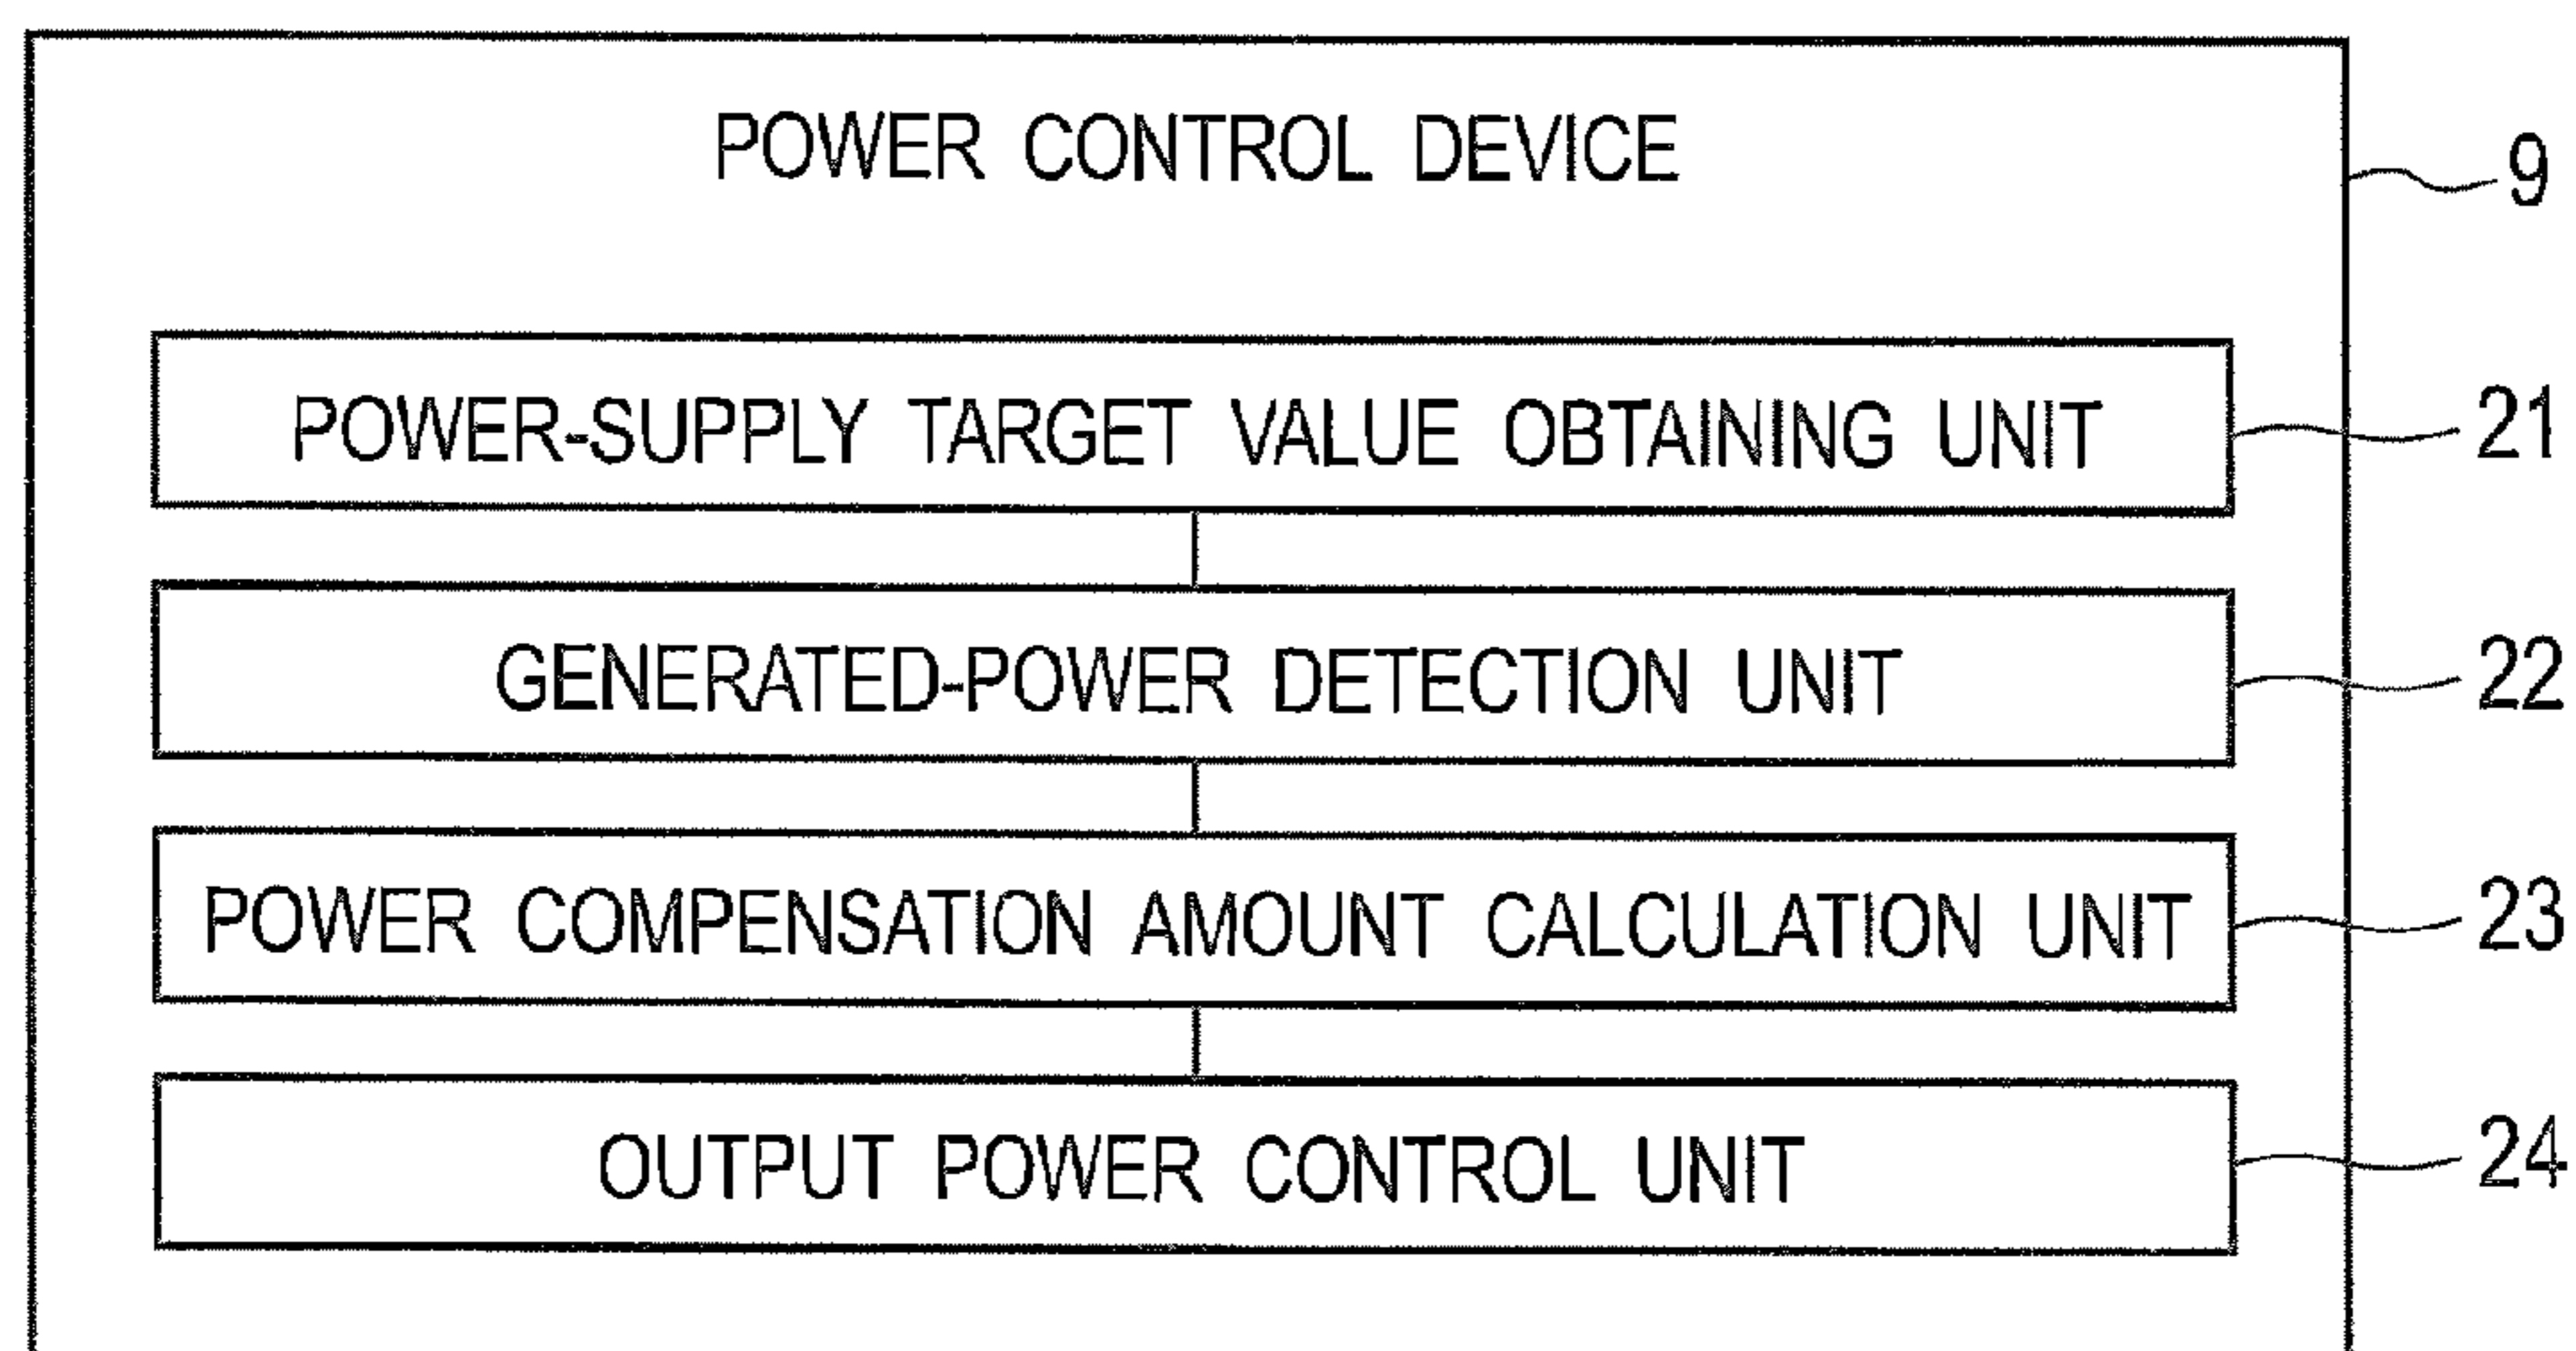 POWER CONTROL DEVICE
9
POWER-SUPPLY TARGET VALUE OBTAINING UNIT
21
GENERATED-POWER DETECTION UNIT
22
POWER COMPENSATION AMOUNT CALCULATION UNIT
23
OUTPUT POWER CONTROL UNIT
24